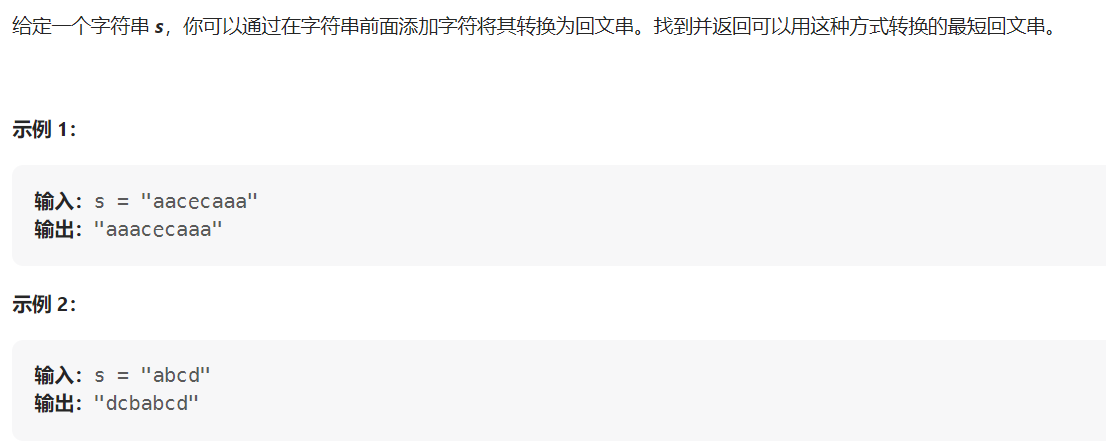 给定一个字符串 s，你可以通过在字符串前面添加字符将其转换为回文串。找到并返回可以用这种方式转换的最短回文串。
示例 1：
输入：s = "aacecaaa"
输出："aaacecaaa"
示例 2：
输入：s = "abcd"
输出："dcbabcd"